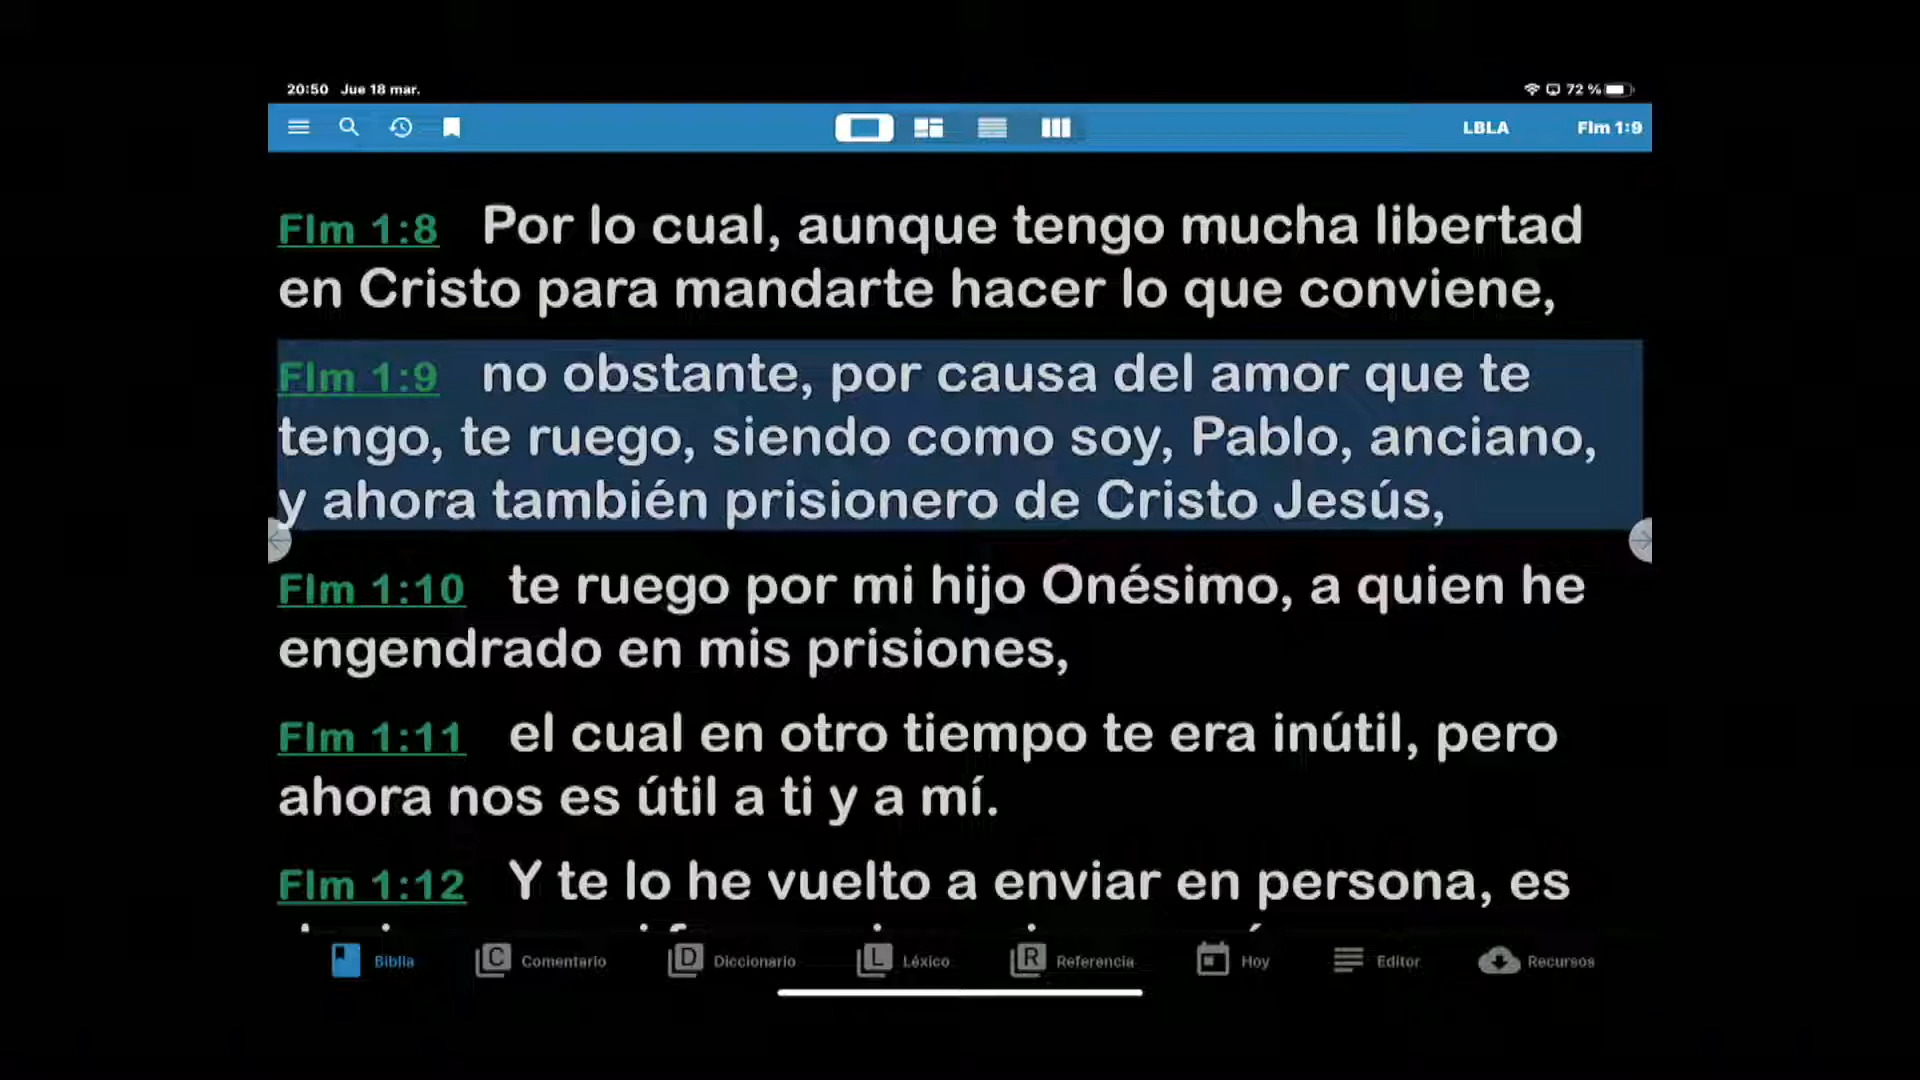 20:50 Jue 18 mar.
72 %
LBLA Flm 1:9
Flm 1:8 Por lo cual, aunque tengo mucha libertad
en Cristo para mandarte hacer lo que conviene,
Flm 1:9 no obstante, por causa del amor que te
tengo, te ruego, siendo como soy, Pablo, anciano,
y ahora también prisionero de Cristo Jesús,
Flm 1:10 te ruego por mi hijo Onésimo, a quien he
engendrado en mis prisiones,
Flm 1:11 el cual en otro tiempo te era inútil, pero
ahora nos es útil a ti y a mí.
Flm 1:12 Y te lo he vuelto a enviar en persona, es
Biblia C Comentario D Diccionario L Léxico R Referencia Hoy Editor Recursos